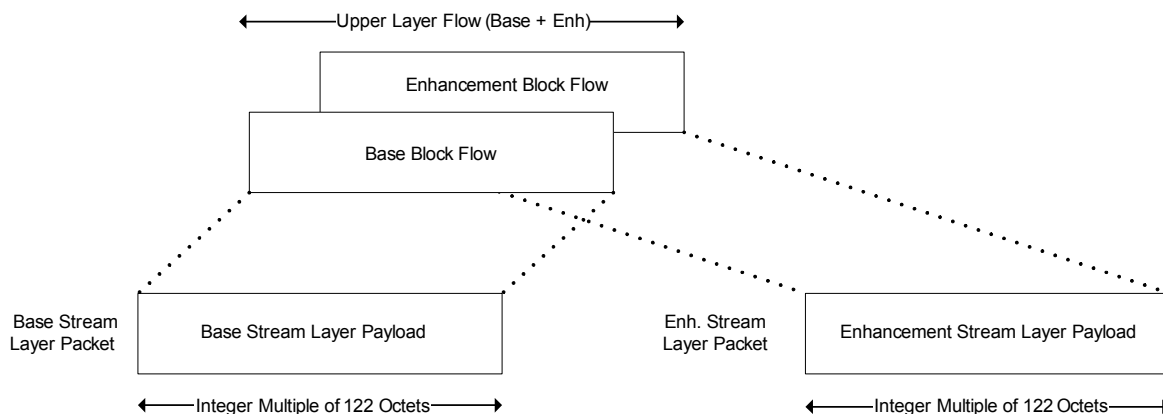 Upper Layer Flow (Base + Enh)
Enhancement Block Flow
Base Block Flow
Base Stream
Layer Packet
Base Stream Layer Payload
Enh. Stream
Layer Packet
Enhancement Stream Layer Payload
Integer Multiple of 122 Octets
Integer Multiple of 122 Octets